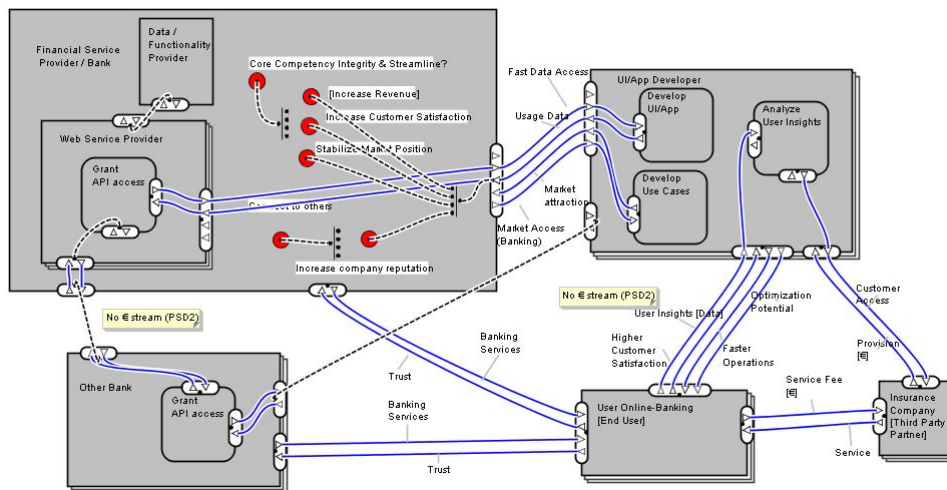 Financial Service
Provider / Bank
Data /
Functionality
Provider
Core Competency Integrity & Streamline?
[Increase Revenue]
Increase Customer Satisfaction
Stabilize Market Position
Web Service Provider
Grant
API access
Connect to others
Increase company reputation
Fast Data Access
Usage Data
Market
attraction
Market Access
(Banking)
UI/App Developer
Develop
UI/App
Analyze
User Insights
Develop
Use Cases
No € stream (PSD2)
No € stream (PSD2)
User Insights [Data]
Optimization
Potential
Customer
Access
Higher
Customer
Satisfaction
Faster
Operations
Provision
[€]
Banking
Services
Trust
Other Bank
Grant
API access
Banking
Services
Trust
User Online-Banking
[End User]
Service Fee
[€]
Service
Insurance
Company
[Third Party
Partner]